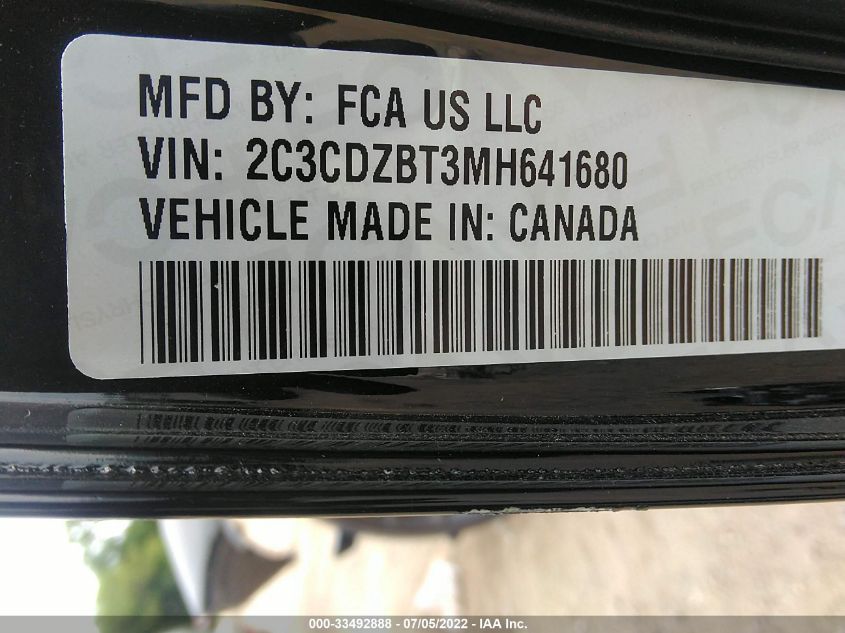 MFD BY: FCA US LLC
VIN: 2C3CDZBT3MH641680
VEHICLE MADE IN: CANADA
000-33492888 - 07/05/2022 - IAA Inc.